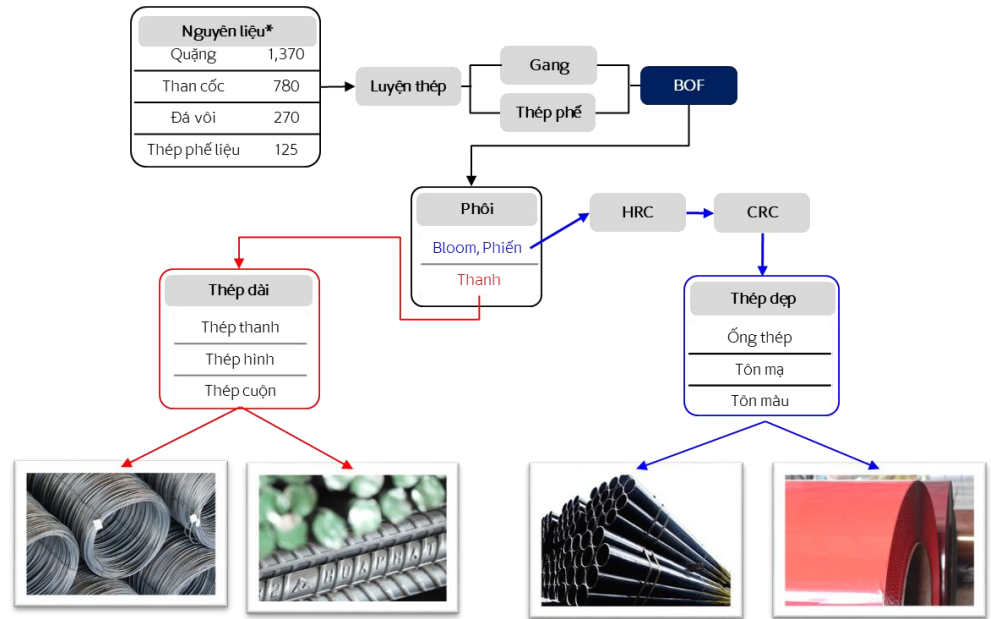 Nguyên liệu*
Quặng 1,370
Than cốc 780
Đá vôi 270
Thép phế liệu 125
Luyện thép
Gang
Thép phế
BOF
Phôi
Bloom, Phiến
Thanh
HRC
CRC
Thép dài
Thép thanh
Thép hình
Thép cuộn
Thép dẹp
Ống thép
Tôn mạ
Tôn màu
HOAPHAT